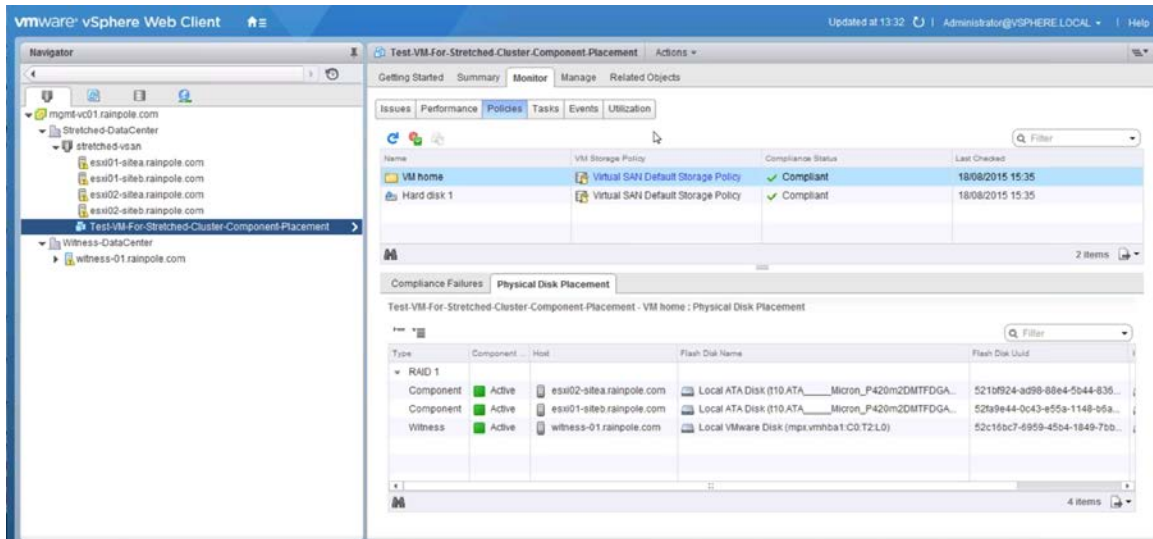 vmware® vSphere Web Client
Updated at 13:32 | Administrator@VSPHERE.LOCAL | Help
Navigator
mgmt-vc01.rainpole.com
Stretched-DataCenter
stretched-vsan
esxi01-sitea.rainpole.com
esxi01-siteb.rainpole.com
esxi02-sitea.rainpole.com
esxi02-siteb.rainpole.com
Test-VM-For-Stretched-Cluster-Component-Placement
Witness-DataCenter
witness-01.rainpole.com
Test-VM-For-Stretched-Cluster-Component-Placement Actions
Getting Started Summary Monitor Manage Related Objects
Issues Performance Policies Tasks Events Utilization
Filter
Name VM Storage Policy Compliance Status Last Checked
VM home Virtual SAN Default Storage Policy Compliant 18/08/2015 15:35
Hard disk 1 Virtual SAN Default Storage Policy Compliant 18/08/2015 15:35
2 items
Compliance Failures Physical Disk Placement
Test-VM-For-Stretched-Cluster-Component-Placement - VM home : Physical Disk Placement
Filter
Type Component ... Host Flash Disk Name Flash Disk Uuid
RAID 1
Component Active esxi02-sitea.rainpole.com Local ATA Disk (t10.ATA_____Micron_P420m2DMTFDGA... 521bf924-ad98-88e4-5b44-836...
Component Active esxi01-siteb.rainpole.com Local ATA Disk (t10.ATA_____Micron_P420m2DMTFDGA... 52fa9e44-0c43-e55a-1148-b6a...
Witness Active witness-01.rainpole.com Local VMware Disk (mpx.vmhba1:C0:T2:L0) 52c16bc7-6959-45b4-1849-7bb...
4 items